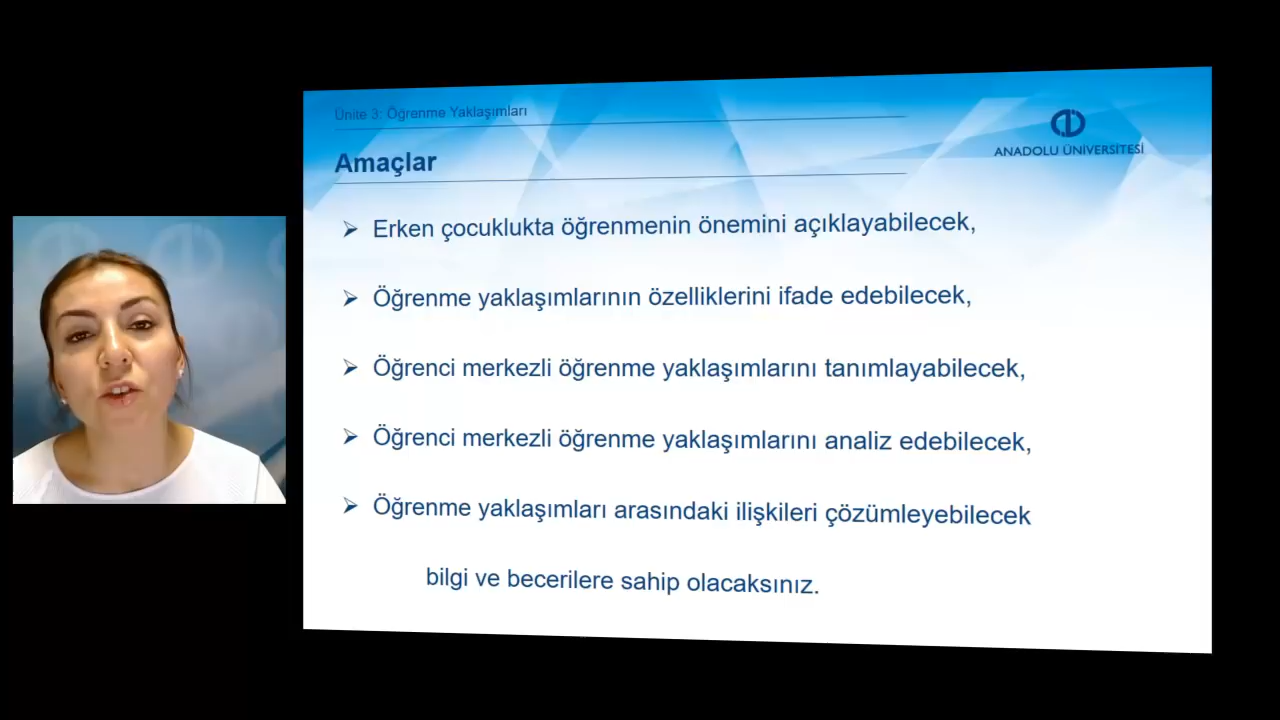 Ünite 3: Öğrenme Yaklaşımları
ANADOLU ÜNİVERSİTESİ
Amaçlar
Erken çocuklukta öğrenmenin önemini açıklayabilecek,
Öğrenme yaklaşımlarının özelliklerini ifade edebilecek,
Öğrenci merkezli öğrenme yaklaşımlarını tanımlayabilecek,
Öğrenci merkezli öğrenme yaklaşımlarını analiz edebilecek,
Öğrenme yaklaşımları arasındaki ilişkileri çözümleyebilecek
bilgi ve becerilere sahip olacaksınız.